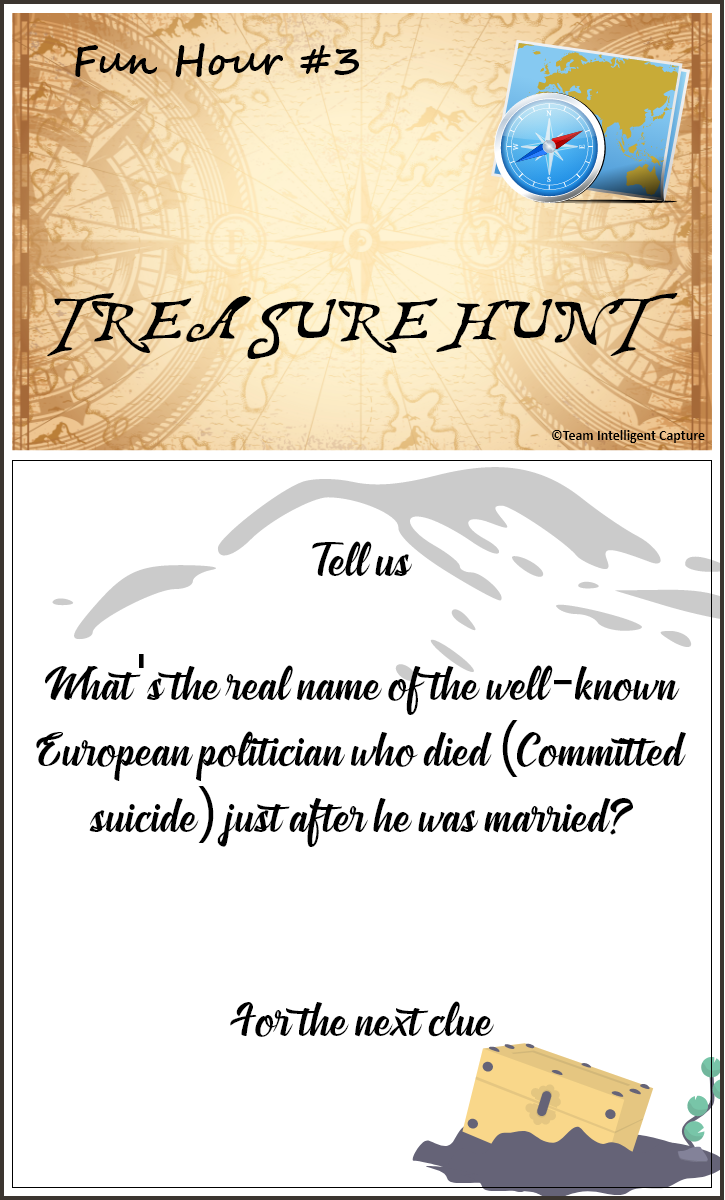 Fun Hour #3
N
E
S
W
E
W
TREASURE HUNT
©Team Intelligent Capture
Tell us
What's the real name of the well-known
European politician who died (Committed
suicide) just after he was married?
For the next clue